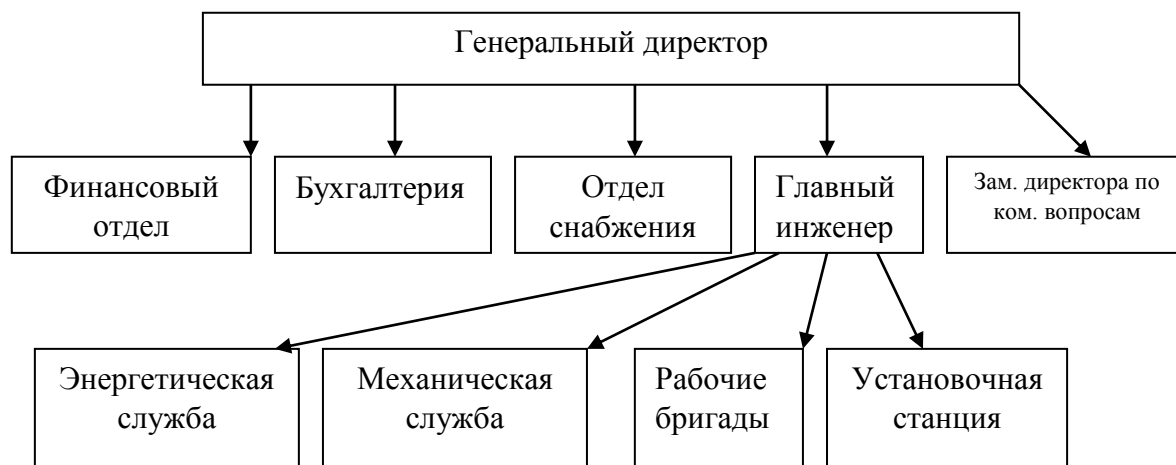 Генеральный директор
Финансовый
отдел
Бухгалтерия
Отдел
снабжения
Главный
инженер
Зам. директора по
ком. вопросам
Энергетическая
служба
Механическая
служба
Рабочие
бригады
Установочная
станция